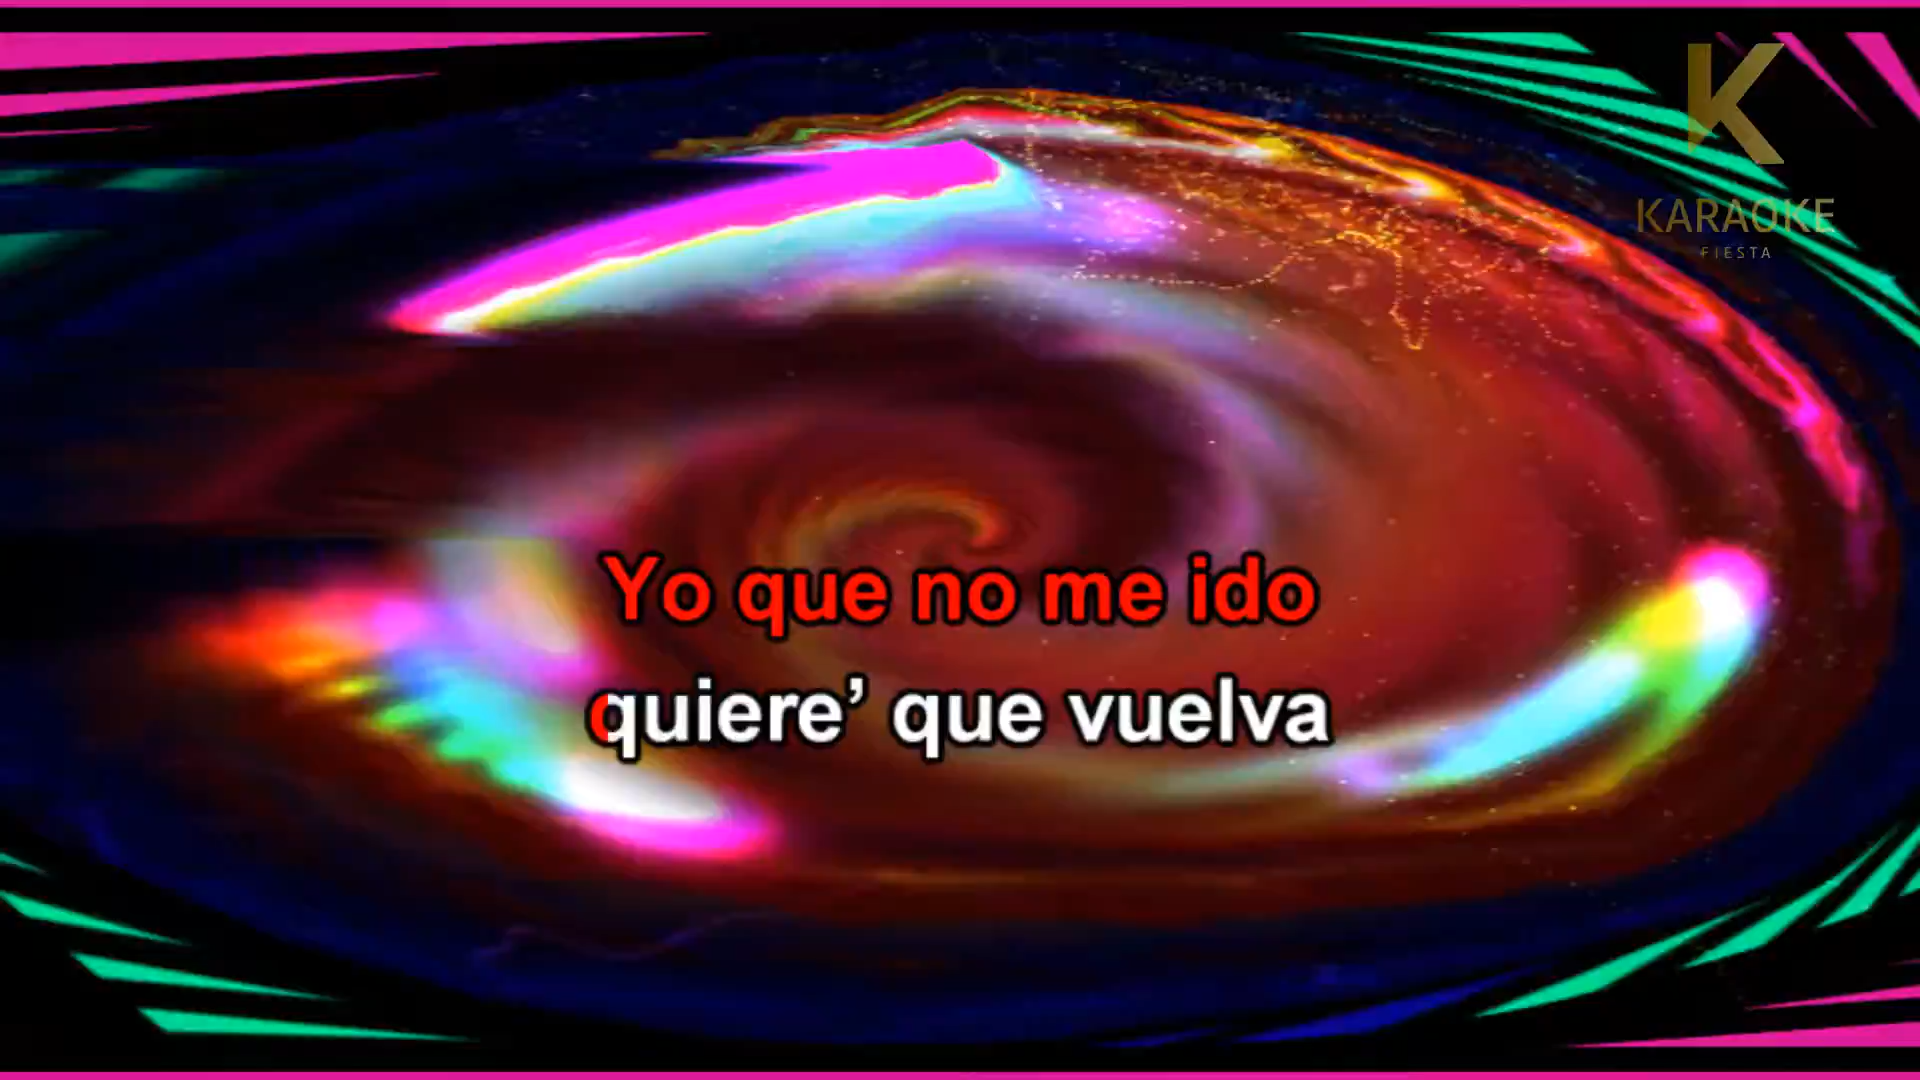 K
KARAOKE
FIESTA
Yo que no me ido
quiere’ que vuelva